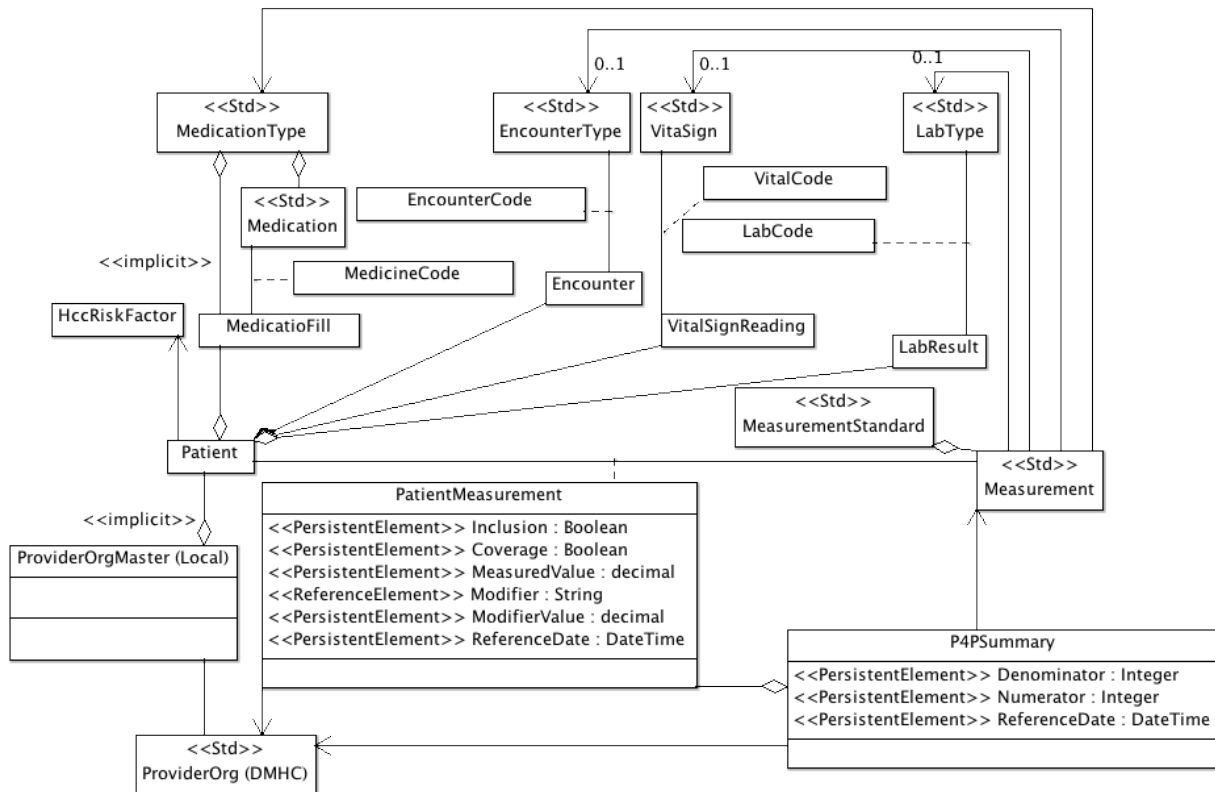 0..1
0..1
0..1
<<Std>>
MedicationType
<<Std>>
EncounterType
<<Std>>
VitaSign
<<Std>>
LabType
<<Std>>
Medication
EncounterCode
VitalCode
LabCode
<<implicit>>
MedicineCode
Encounter
HccRiskFactor
MedicatioFill
VitalSignReading
LabResult
<<Std>>
MeasurementStandard
Patient
<<Std>>
Measurement
<<implicit>>
PatientMeasurement
<<PersistentElement>> Inclusion : Boolean
<<PersistentElement>> Coverage : Boolean
<<PersistentElement>> MeasuredValue : decimal
<<ReferenceElement>> Modifier : String
<<PersistentElement>> ModifierValue : decimal
<<PersistentElement>> ReferenceDate : DateTime
ProviderOrgMaster (Local)
P4PSummary
<<PersistentElement>> Denominator : Integer
<<PersistentElement>> Numerator : Integer
<<PersistentElement>> ReferenceDate : DateTime
<<Std>>
ProviderOrg (DMHC)